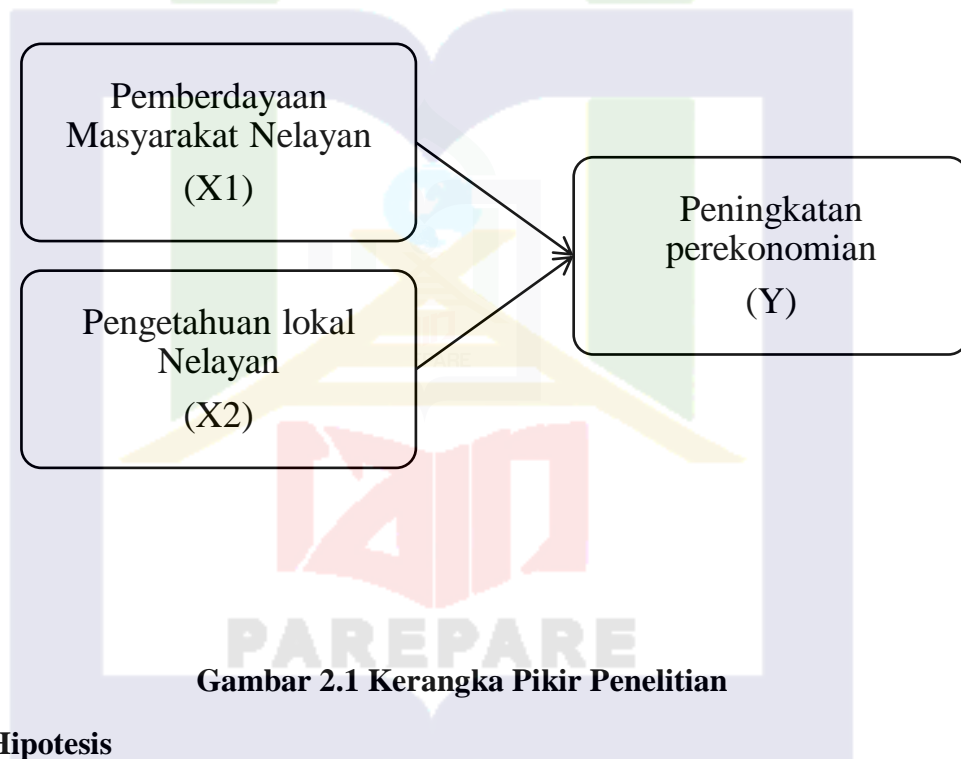 Pemberdayaan
Masyarakat Nelayan
(X1)
Pengetahuan lokal
Nelayan
(X2)
Peningkatan
perekonomian
(Y)
PAREPARE
Gambar 2.1 Kerangka Pikir Penelitian
Hipotesis